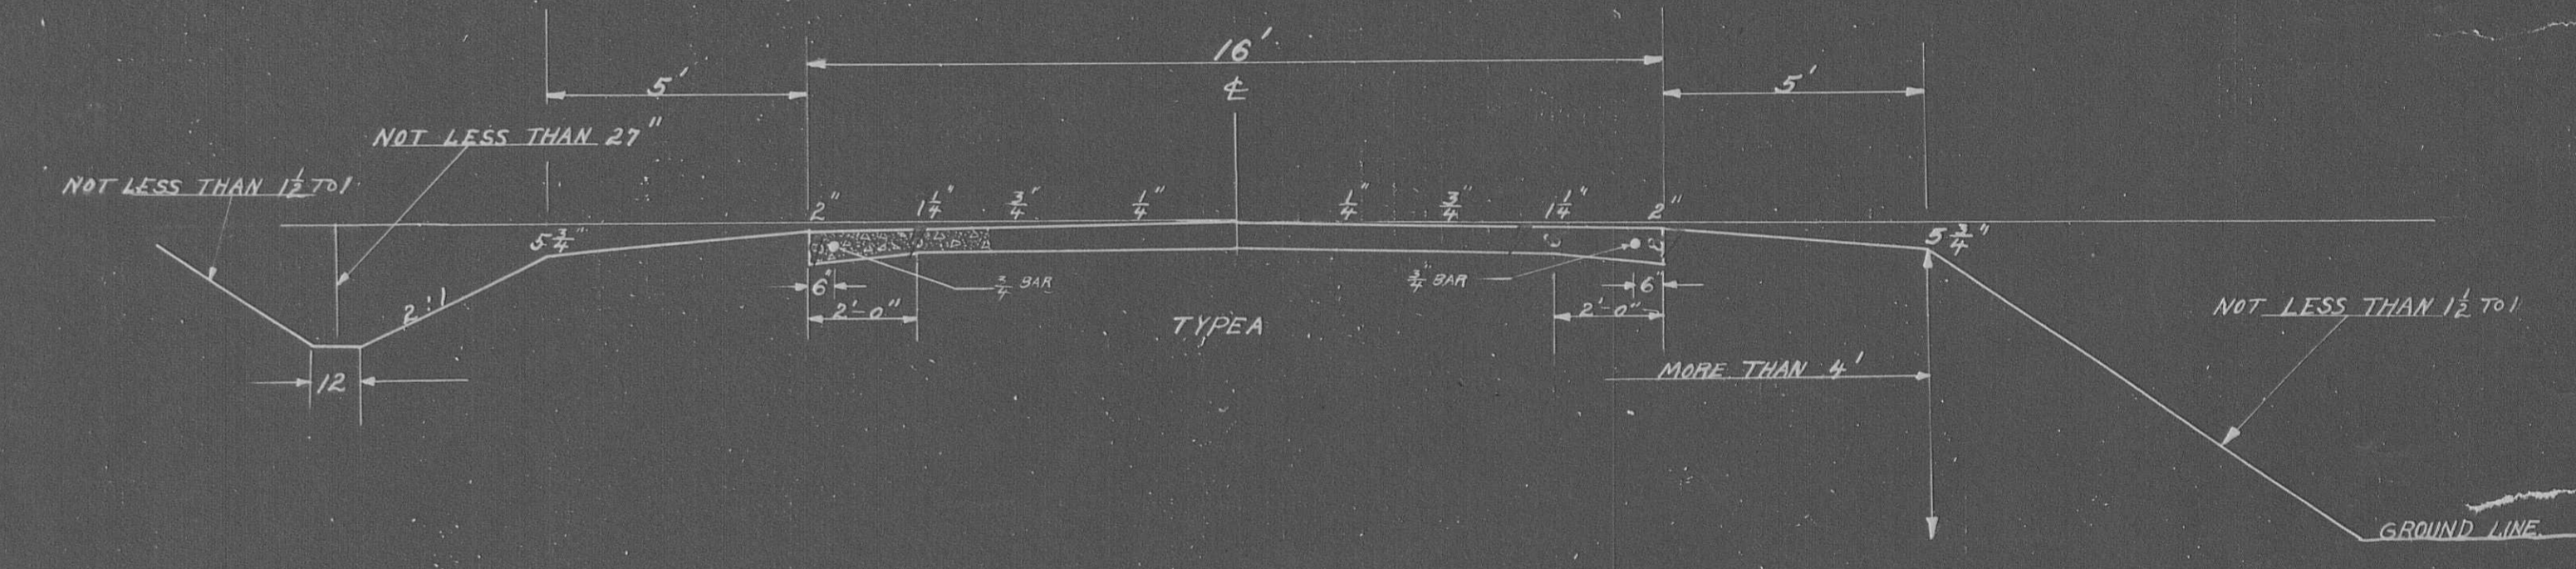 16'
℄
5'
5'
NOT LESS THAN 27"
NOT LESS THAN 1½ TO 1
2" 1¼" ¾" ¼" ¼" ¾" 1¼" 2"
5¾"
5¾"
2:1
6"
¾ BAR
¾" BAR
6"
2'-0"
2'-0"
TYPE A
NOT LESS THAN 1½ TO 1
MORE THAN 4'
12
GROUND LINE